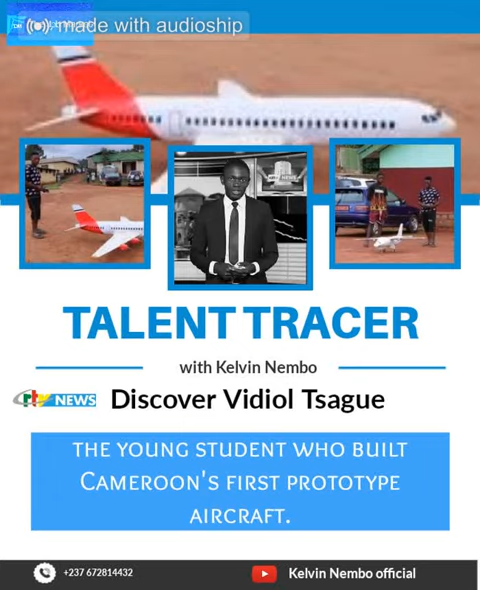 made with audioship
TALENT TRACER
with Kelvin Nembo
crtv NEWS
Discover Vidiol Tsague
THE YOUNG STUDENT WHO BUILT
CAMEROON'S FIRST PROTOTYPE
AIRCRAFT.
+237 672814432
Kelvin Nembo official